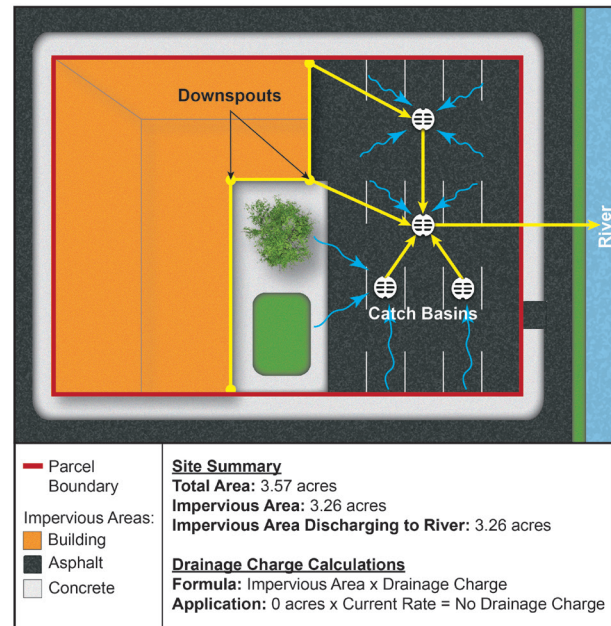 Downspouts
River
Catch Basins
Parcel
Boundary
Impervious Areas:
Building
Asphalt
Concrete
Site Summary
Total Area: 3.57 acres
Impervious Area: 3.26 acres
Impervious Area Discharging to River: 3.26 acres
Drainage Charge Calculations
Formula: Impervious Area x Drainage Charge
Application: 0 acres x Current Rate = No Drainage Charge